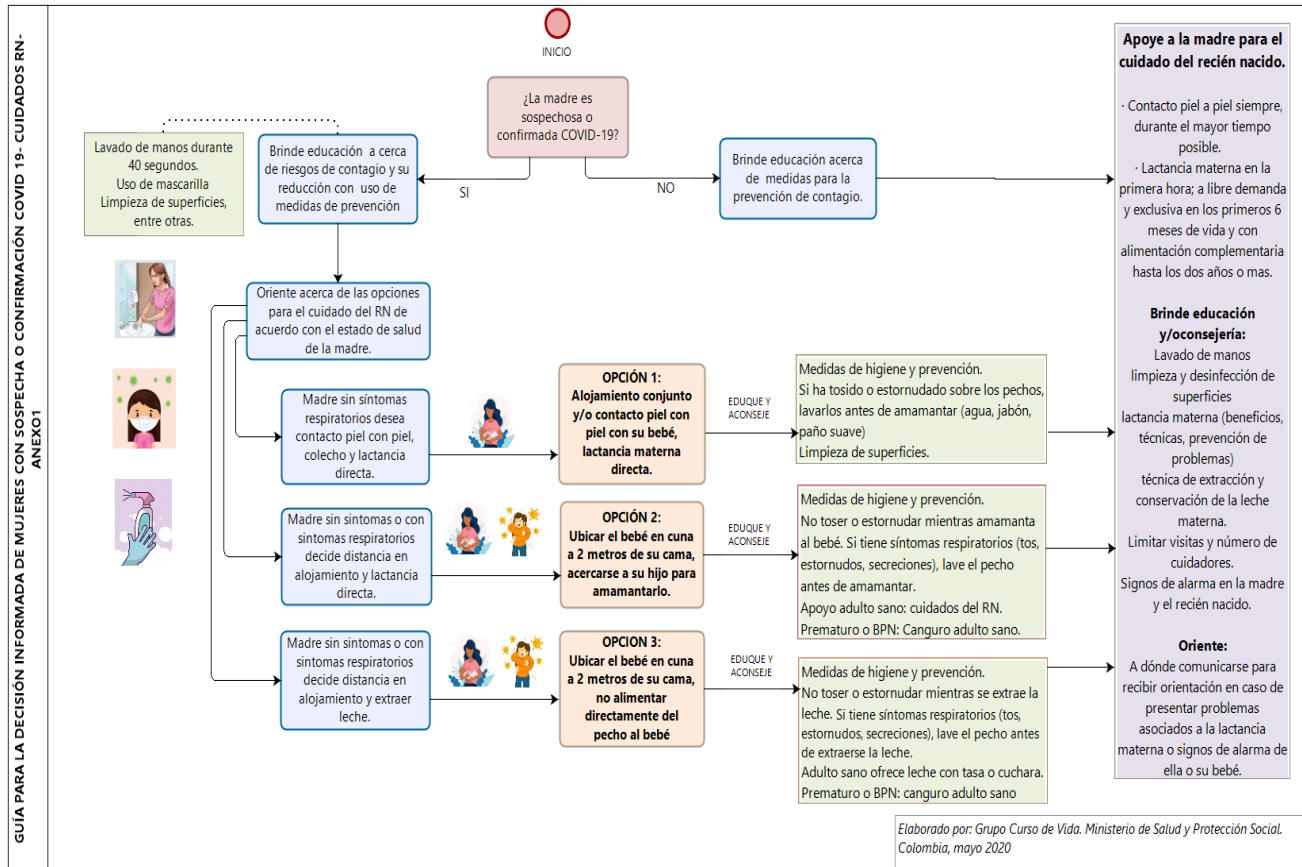 GUÍA PARA LA DECISIÓN INFORMADA DE MUJERES CON SOSPECHA O CONFIRMACIÓN COVID 19- CUIDADOS RN-
ANEXO1
INICIO
¿La madre es
sospechosa o
confirmada COVID-19?
SI
NO
Lavado de manos durante
40 segundos.
Uso de mascarilla
Limpieza de superficies,
entre otras.
Brinde educación a cerca
de riesgos de contagio y su
reducción con uso de
medidas de prevención
Brinde educación acerca
de medidas para la
prevención de contagio.
Oriente acerca de las opciones
para el cuidado del RN de
acuerdo con el estado de salud
de la madre.
Madre sin síntomas
respiratorios desea
contacto piel con piel,
colecho y lactancia
directa.
OPCIÓN 1:
Alojamiento conjunto
y/o contacto piel con
piel con su bebé,
lactancia materna
directa.
EDUQUE Y
ACONSEJE
Medidas de higiene y prevención.
Si ha tosido o estornudado sobre los pechos,
lavarlos antes de amamantar (agua, jabón,
paño suave)
Limpieza de superficies.
Madre sin sintomas o con
sintomas respiratorios
decide distancia en
alojamiento y lactancia
directa.
OPCIÓN 2:
Ubicar el bebé en cuna
a 2 metros de su cama,
acercarse a su hijo para
amamantarlo.
EDUQUE Y
ACONSEJE
Medidas de higiene y prevención.
No toser o estornudar mientras amamanta
al bebé. Si tiene síntomas respiratorios (tos,
estornudos, secreciones), lave el pecho
antes de amamantar.
Apoyo adulto sano: cuidados del RN.
Prematuro o BPN: Canguro adulto sano.
Madre sin sintomas o con
sintomas respiratorios
decide distancia en
alojamiento y extraer
leche.
OPCION 3:
Ubicar el bebé en cuna
a 2 metros de su cama,
no alimentar
directamente del
pecho al bebé
EDUQUE Y
ACONSEJE
Medidas de higiene y prevención.
No toser o estornudar mientras se extrae la
leche. Si tiene síntomas respiratorios (tos,
estornudos, secreciones), lave el pecho antes
de extraerse la leche.
Adulto sano ofrece leche con tasa o cuchara.
Prematuro o BPN: canguro adulto sano
Apoye a la madre para el
cuidado del recién nacido.
· Contacto piel a piel siempre,
durante el mayor tiempo
posible.
· Lactancia materna en la
primera hora; a libre demanda
y exclusiva en los primeros 6
meses de vida y con
alimentación complementaria
hasta los dos años o mas.
Brinde educación
y/oconsejería:
Lavado de manos
limpieza y desinfección de
superficies
lactancia materna (beneficios,
técnicas, prevención de
problemas)
técnica de extracción y
conservación de la leche
materna.
Limitar visitas y número de
cuidadores.
Signos de alarma en la madre
y el recién nacido.
Oriente:
A dónde comunicarse para
recibir orientación en caso de
presentar problemas
asociados a la lactancia
materna o signos de alarma de
ella o su bebé.
Elaborado por: Grupo Curso de Vida. Ministerio de Salud y Protección Social.
Colombia, mayo 2020